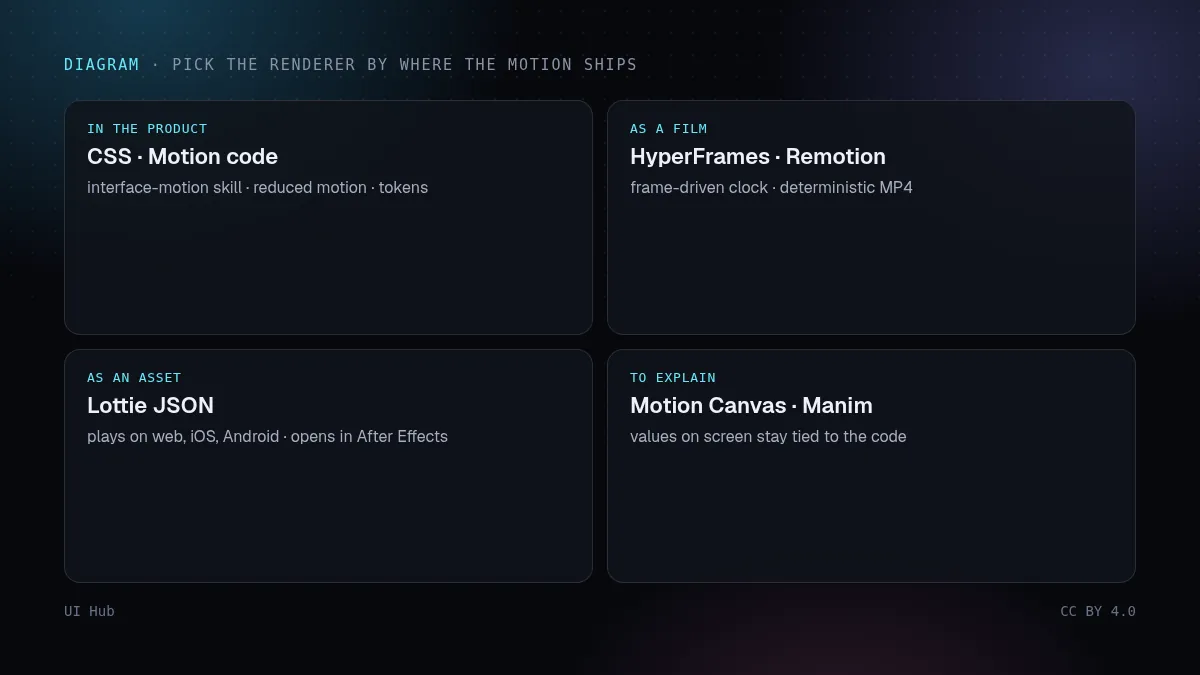 DIAGRAM · PICK THE RENDERER BY WHERE THE MOTION SHIPS
IN THE PRODUCT
CSS · Motion code
interface-motion skill · reduced motion · tokens
AS A FILM
HyperFrames · Remotion
frame-driven clock · deterministic MP4
AS AN ASSET
Lottie JSON
plays on web, iOS, Android · opens in After Effects
TO EXPLAIN
Motion Canvas · Manim
values on screen stay tied to the code
UI Hub
CC BY 4.0